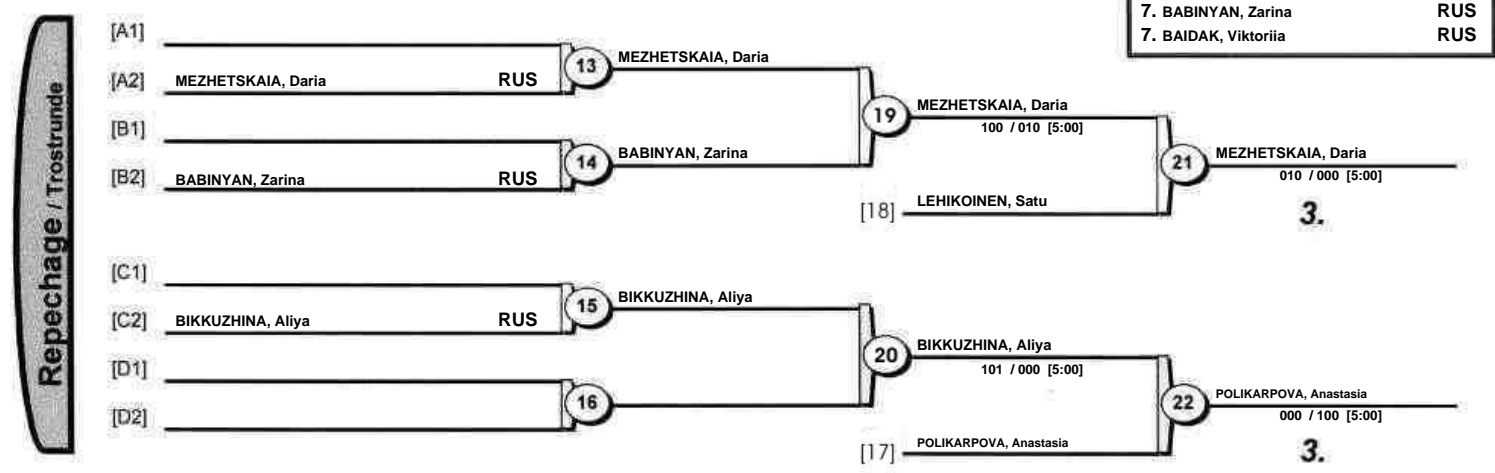 7. BABINYAN, Zarina RUS
7. BAIDAK, Viktoriia RUS
Repechage / Trostrunde
[A1]
[A2] MEZHETSKAIA, Daria RUS
13 MEZHETSKAIA, Daria
[B1]
[B2] BABINYAN, Zarina RUS
14 BABINYAN, Zarina
19 MEZHETSKAIA, Daria
100 / 010 [5:00]
[18] LEHIKOINEN, Satu
21 MEZHETSKAIA, Daria
010 / 000 [5:00]
3.
[C1]
[C2] BIKKUZHINA, Aliya RUS
15 BIKKUZHINA, Aliya
[D1]
[D2]
16
20 BIKKUZHINA, Aliya
101 / 000 [5:00]
[17] POLIKARPOVA, Anastasia
22 POLIKARPOVA, Anastasia
000 / 100 [5:00]
3.